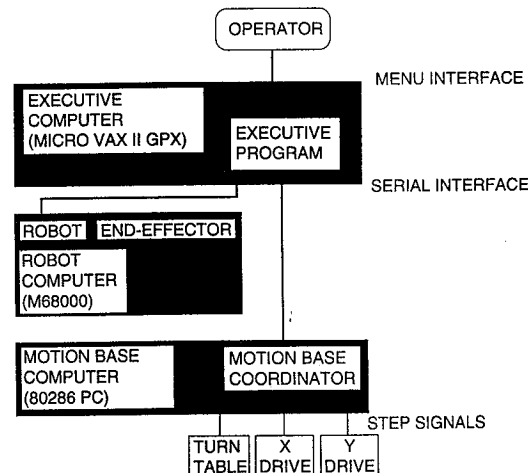 OPERATOR
MENU INTERFACE
EXECUTIVE
COMPUTER
(MICRO VAX II GPX)
EXECUTIVE
PROGRAM
SERIAL INTERFACE
ROBOT
END-EFFECTOR
ROBOT
COMPUTER
(M68000)
MOTION BASE
COMPUTER
(80286 PC)
MOTION BASE
COORDINATOR
STEP SIGNALS
TURN
TABLE
X
DRIVE
Y
DRIVE